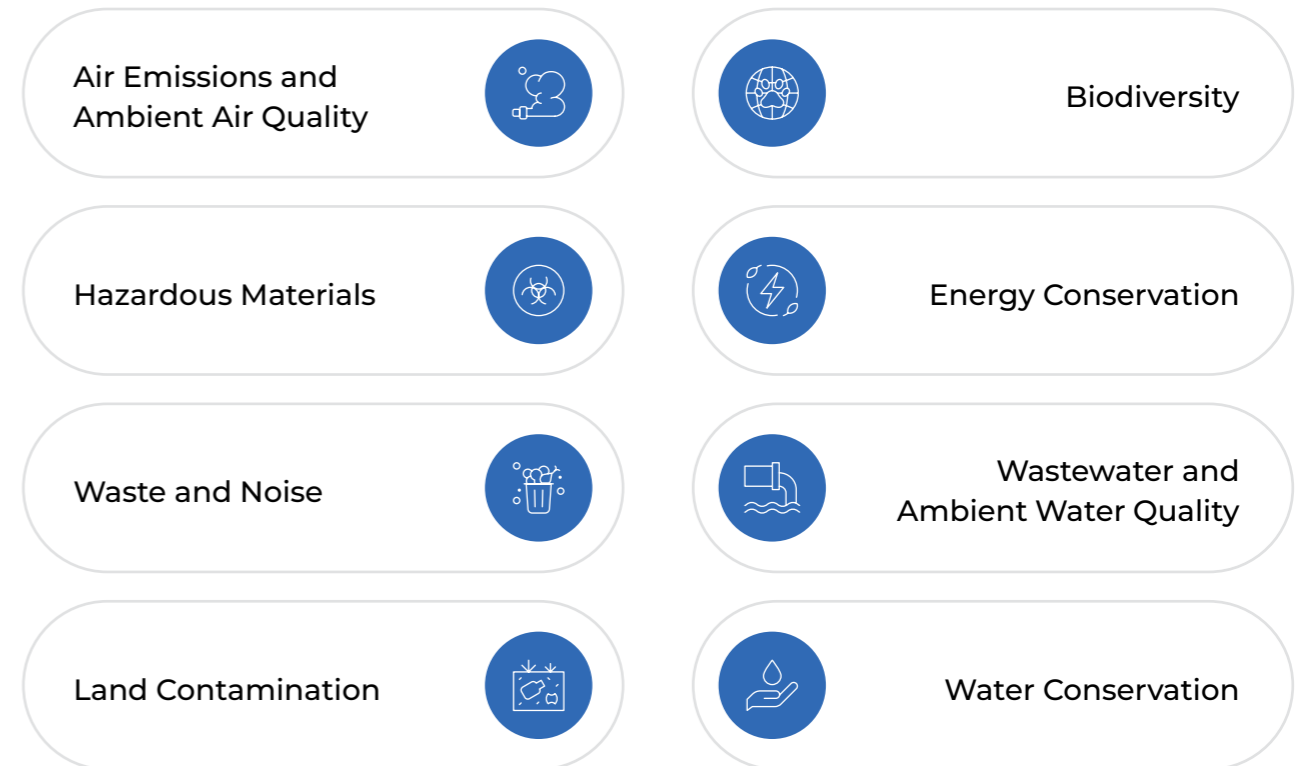 Air Emissions and
Ambient Air Quality
Biodiversity
Hazardous Materials
Energy Conservation
Waste and Noise
Wastewater and
Ambient Water Quality
Land Contamination
Water Conservation